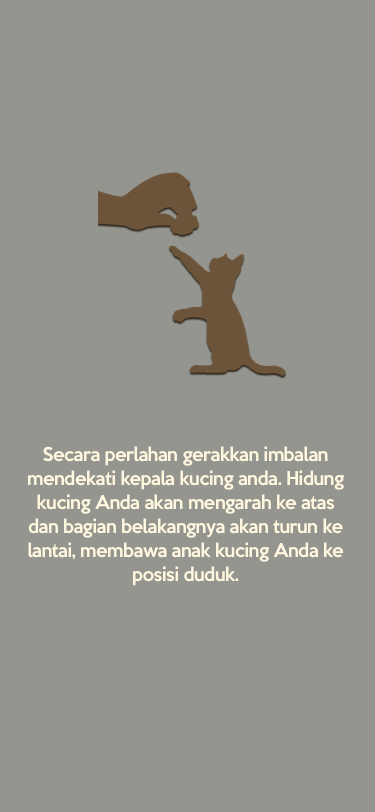 Secara perlahan gerakkan imbalan
mendekati kepala kucing anda. Hidung
kucing Anda akan mengarah ke atas
dan bagian belakangnya akan turun ke
lantai, membawa anak kucing Anda ke
posisi duduk.